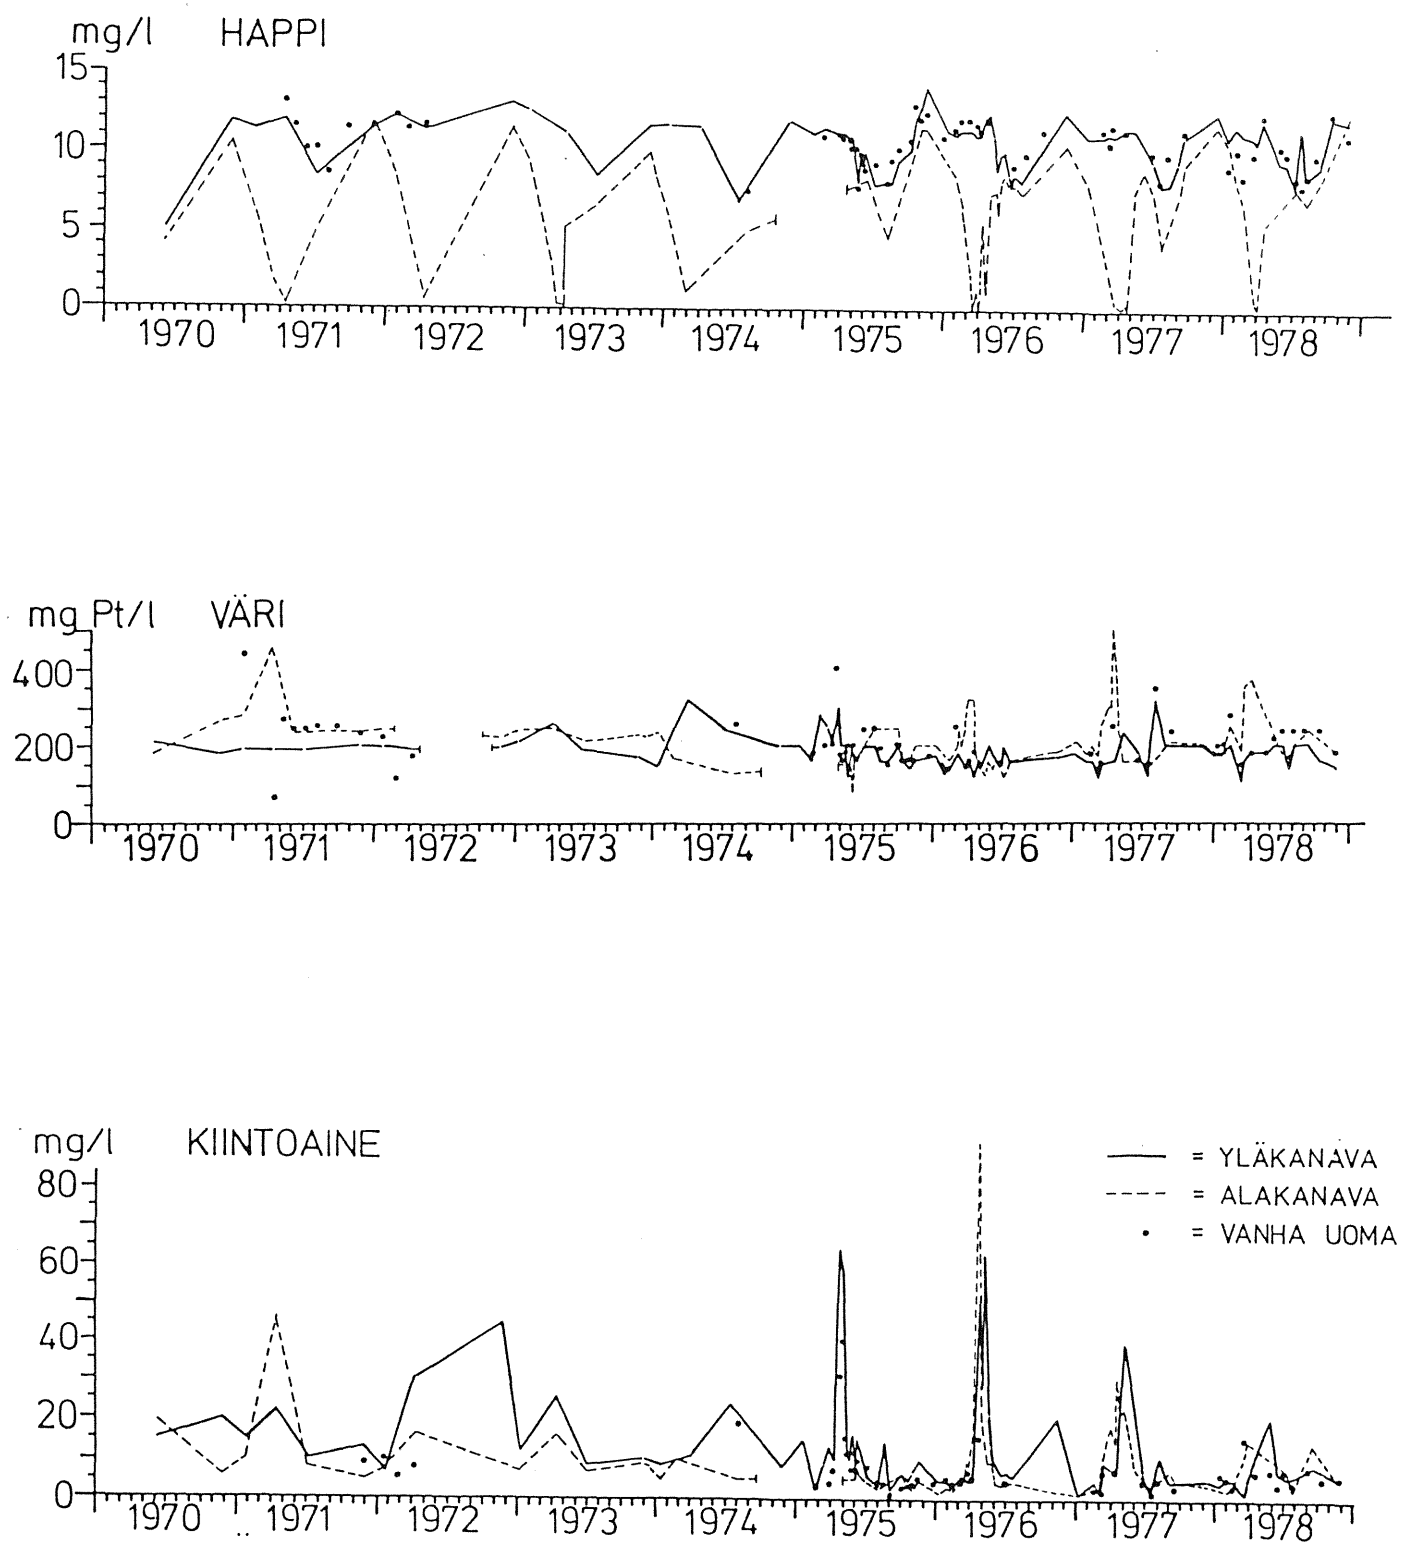 mg/l HAPPI
15
10
5
0
1970 1971 1972 1973 1974 1975 1976 1977 1978
mg Pt/l VÄRI
400
200
0
1970 1971 1972 1973 1974 1975 1976 1977 1978
mg/l KIINTOAINE
80
60
40
20
0
= YLÄKANAVA
= ALAKANAVA
= VANHA UOMA
1970 1971 1972 1973 1974 1975 1976 1977 1978